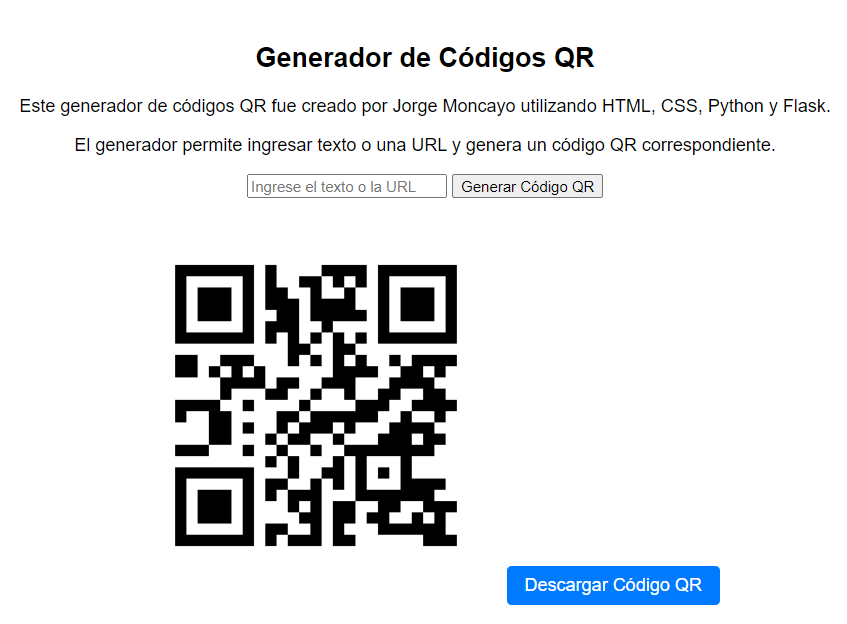 Generador de Códigos QR
Este generador de códigos QR fue creado por Jorge Moncayo utilizando HTML, CSS, Python y Flask.
El generador permite ingresar texto o una URL y genera un código QR correspondiente.
Ingrese el texto o la URL Generar Código QR
Descargar Código QR